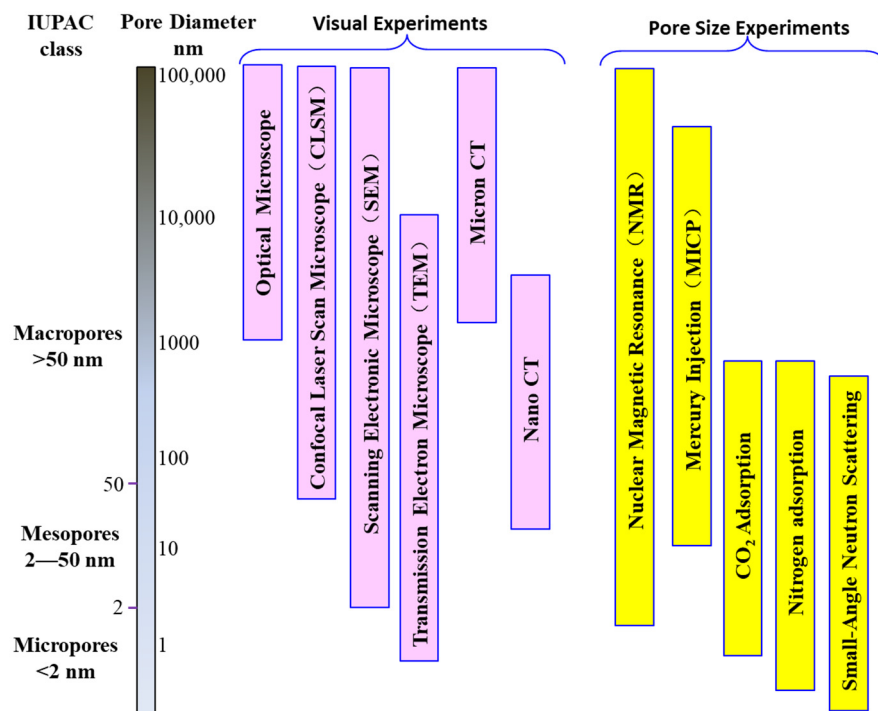 IUPAC
class
Pore Diameter
nm
Visual Experiments
Pore Size Experiments
100,000
10,000
1000
100
50
10
2
1
Macropores
>50 nm
Mesopores
2—50 nm
Micropores
<2 nm
Optical Microscope
Confocal Laser Scan Microscope（CLSM）
Scanning Electronic Microscope（SEM）
Transmission Electron Microscope（TEM）
Micron CT
Nano CT
Nuclear Magnetic Resonance（NMR）
Mercury Injection（MICP）
CO₂ Adsorption
Nitrogen adsorption
Small-Angle Neutron Scattering